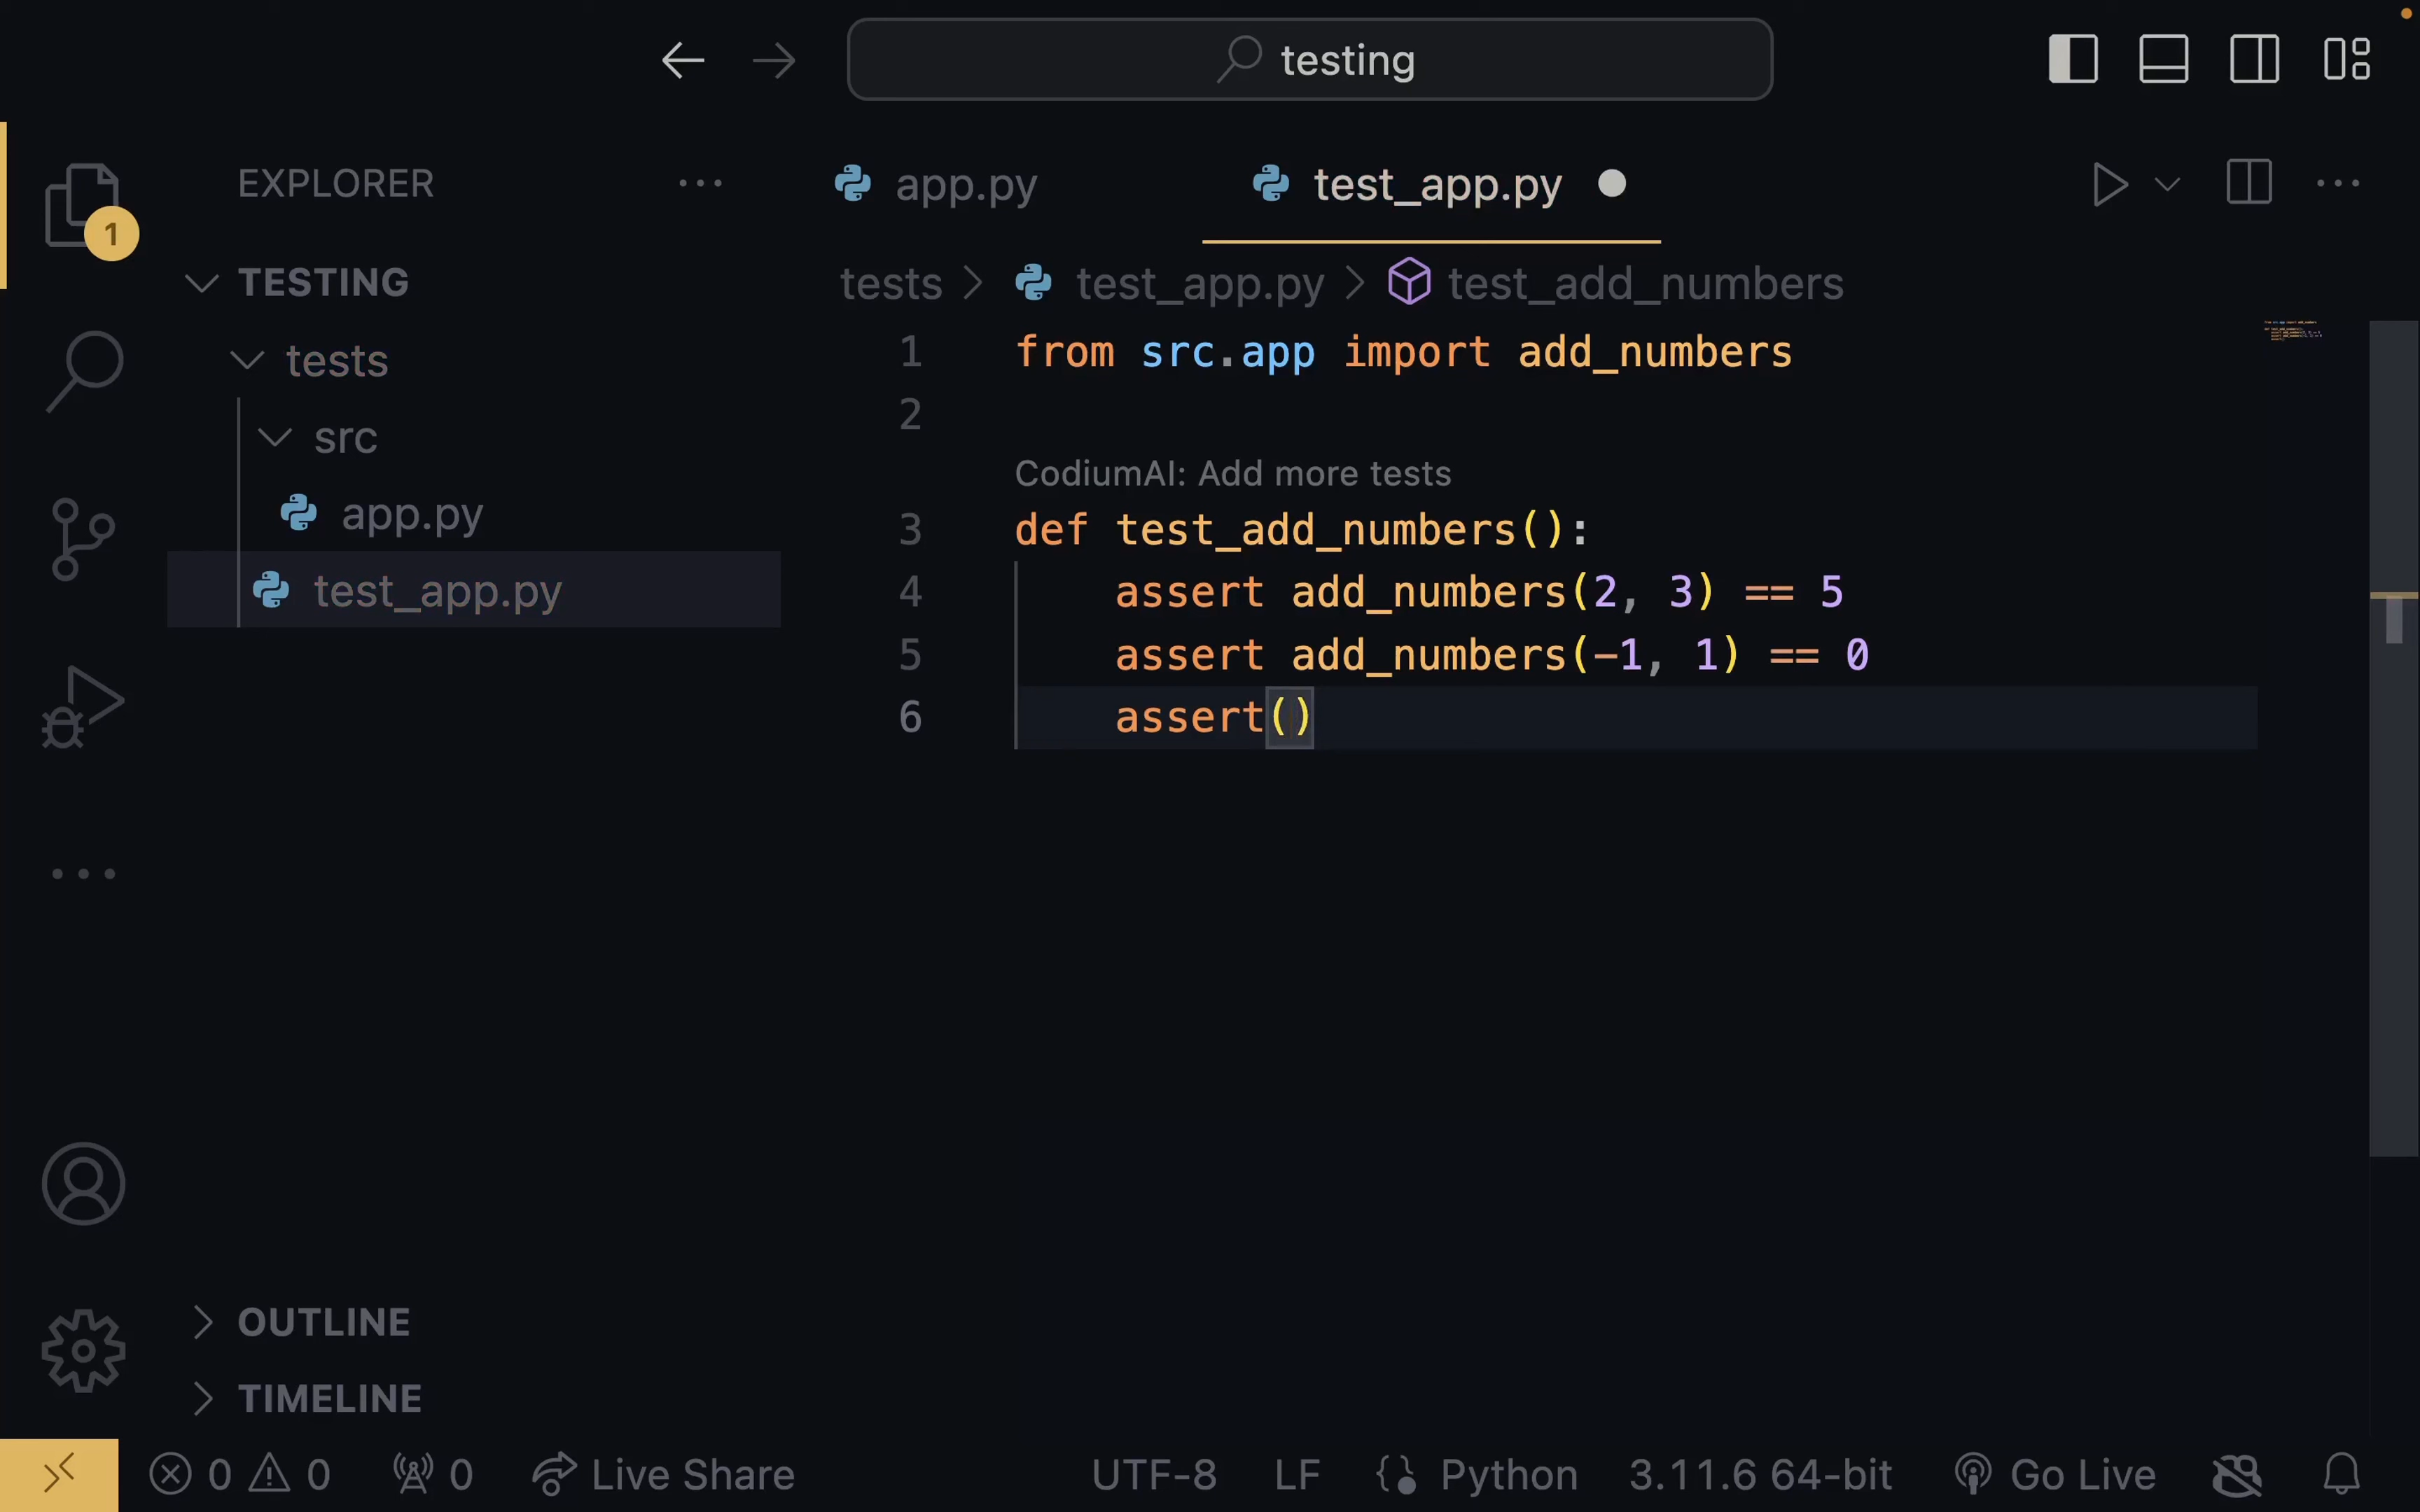 testing
EXPLORER
app.py
test_app.py
1
TESTING
tests
src
app.py
test_app.py
tests > test_app.py > test_add_numbers
1 from src.app import add_numbers
2
CodiumAI: Add more tests
3 def test_add_numbers():
4 assert add_numbers(2, 3) == 5
5 assert add_numbers(-1, 1) == 0
6 assert()
OUTLINE
TIMELINE
0 0 0 Live Share UTF-8 LF Python 3.11.6 64-bit Go Live